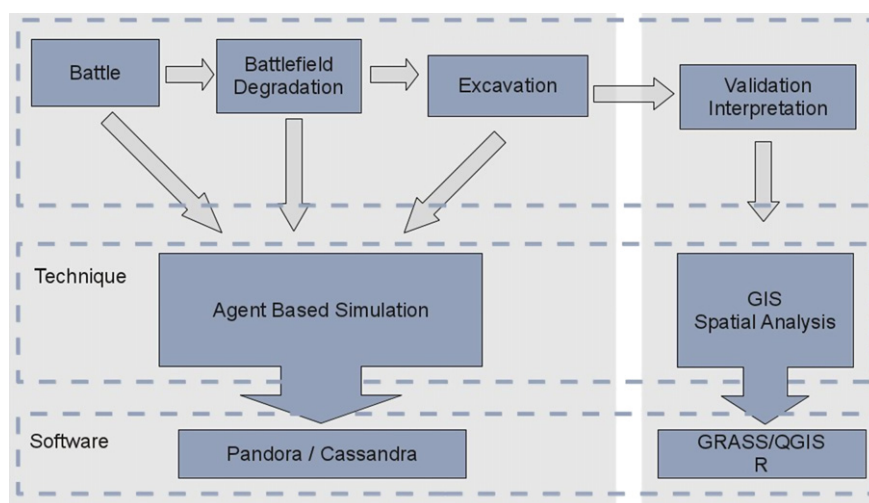 Battle
Battlefield
Degradation
Excavation
Validation
Interpretation
Technique
Agent Based Simulation
GIS
Spatial Analysis
Software
Pandora / Cassandra
GRASS/QGIS
R